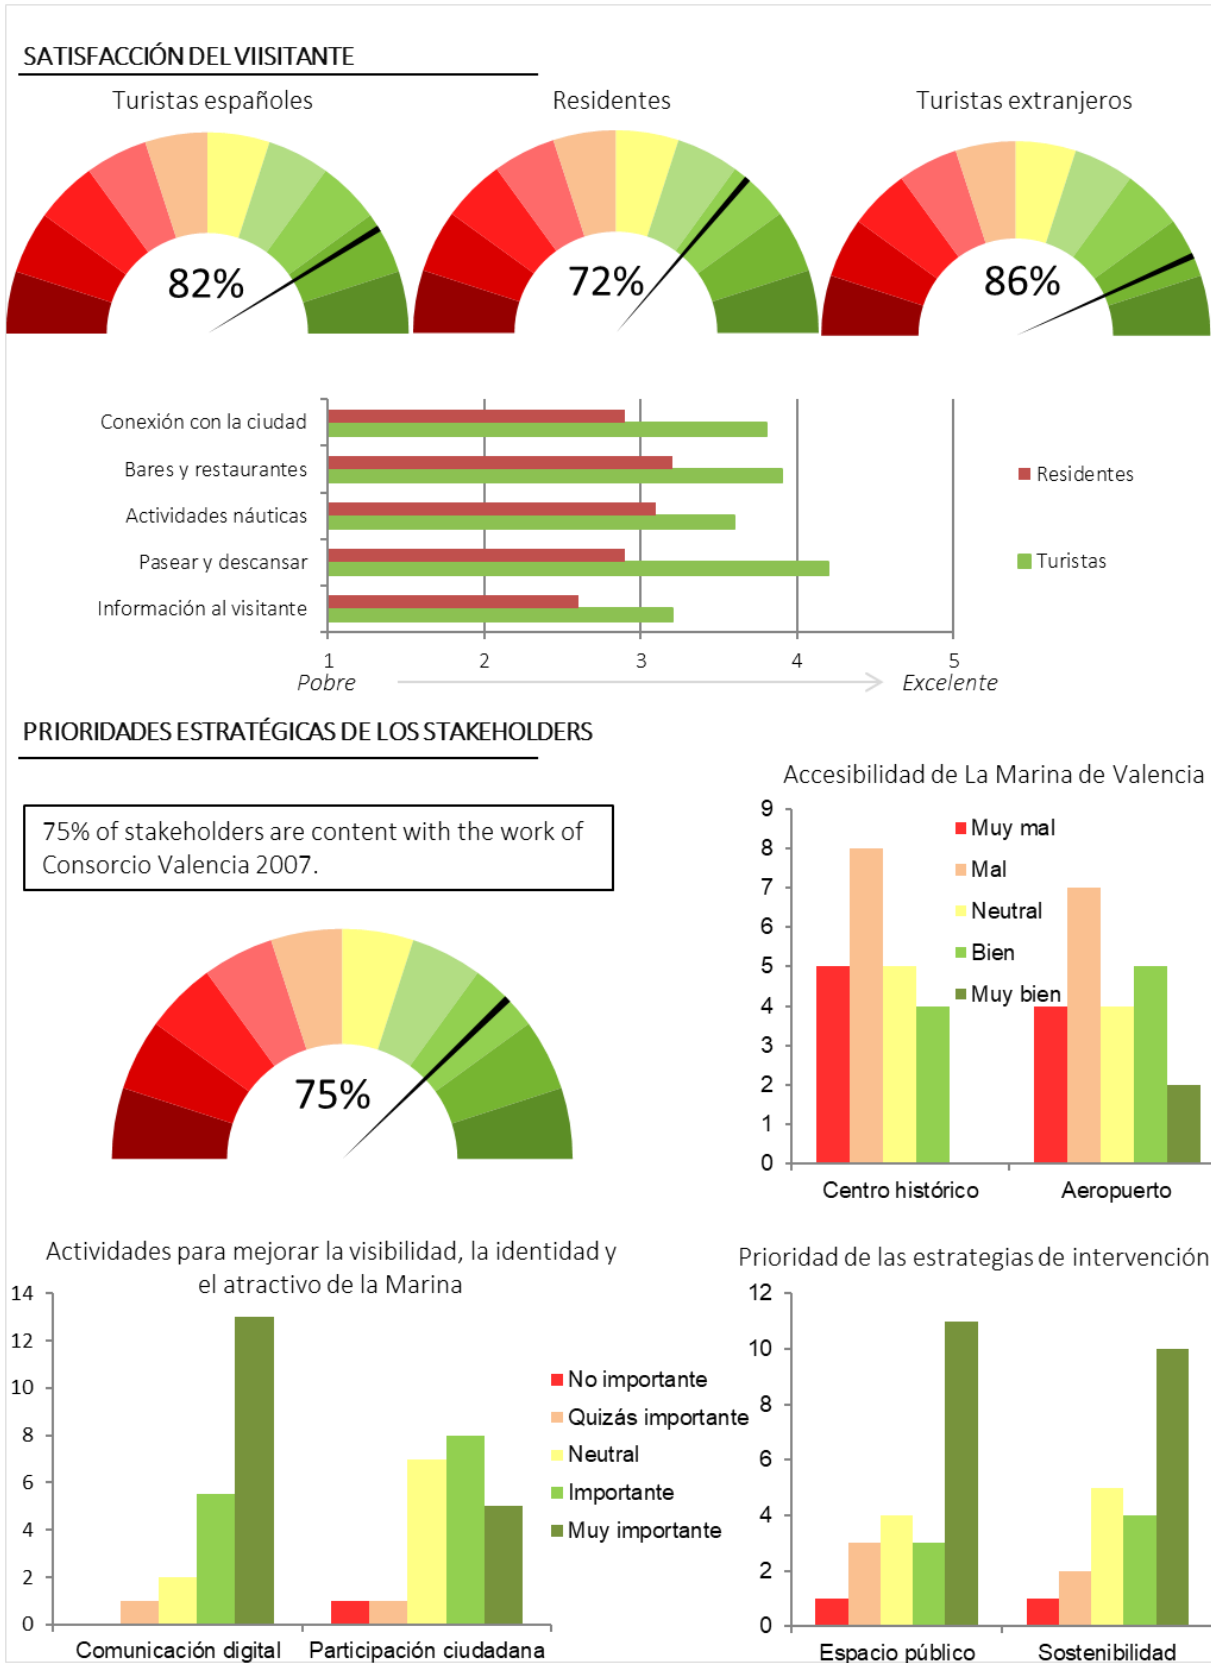 SATISFACCIÓN DEL VIISITANTE
Turistas españoles
Residentes
Turistas extranjeros
82%
72%
86%
Conexión con la ciudad
Bares y restaurantes
Actividades náuticas
Pasear y descansar
Información al visitante
Residentes
Turistas
1 2 3 4 5
Pobre
Excelente
PRIORIDADES ESTRATÉGICAS DE LOS STAKEHOLDERS
75% of stakeholders are content with the work of
Consorcio Valencia 2007.
75%
Accesibilidad de La Marina de Valencia
9
8
7
6
5
4
3
2
1
0
Muy mal
Mal
Neutral
Bien
Muy bien
Centro histórico
Aeropuerto
Actividades para mejorar la visibilidad, la identidad y
el atractivo de la Marina
14
12
10
8
6
4
2
0
Comunicación digital
Participación ciudadana
No importante
Quizás importante
Neutral
Importante
Muy importante
Prioridad de las estrategias de intervención
12
10
8
6
4
2
0
Espacio público
Sostenibilidad